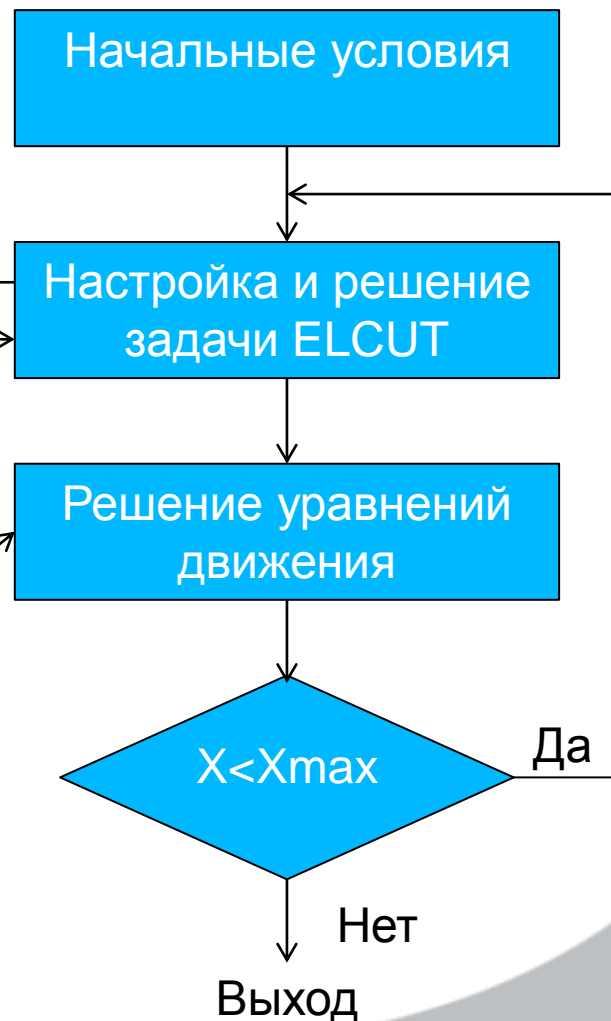 Начальные условия
Настройка и решение
задачи ELCUT
Решение уравнений
движения
X<Xmax
Да
Нет
Выход